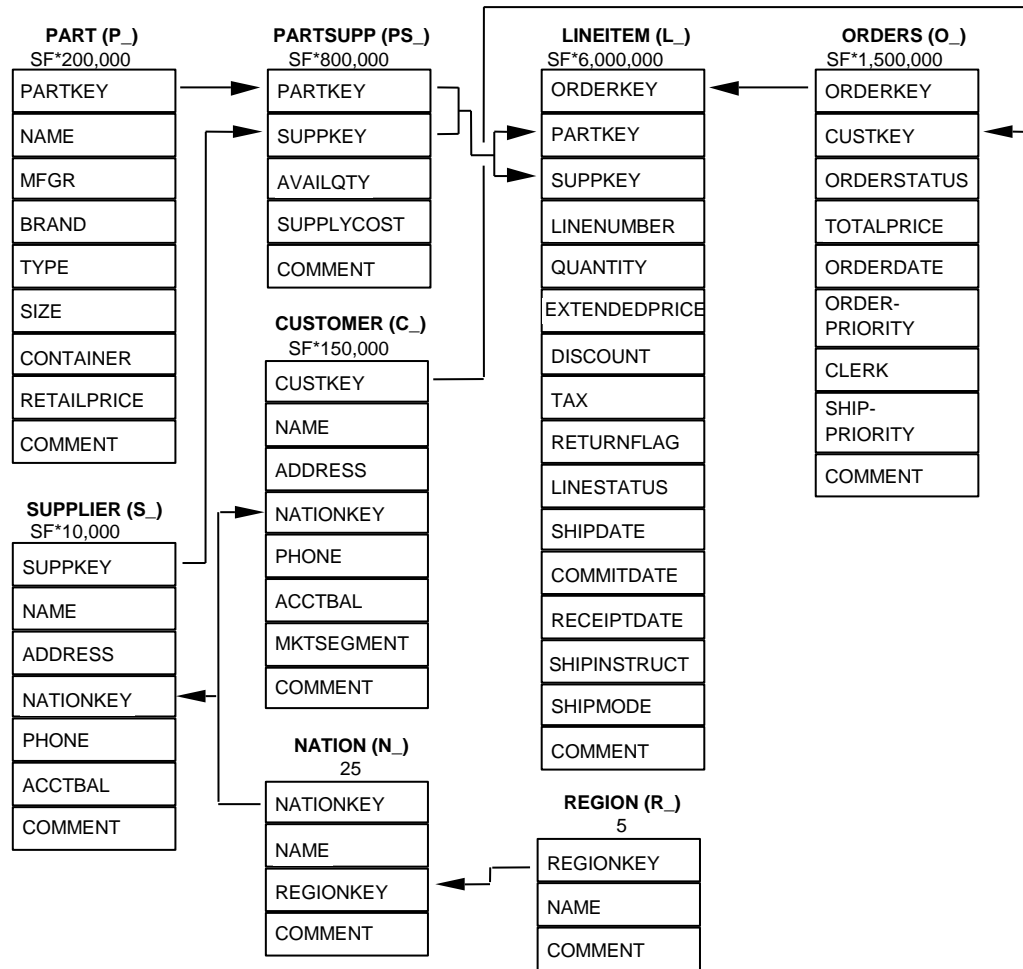 PART (P_)
SF*200,000
PARTKEY
NAME
MFGR
BRAND
TYPE
SIZE
CONTAINER
RETAILPRICE
COMMENT
SUPPLIER (S_)
SF*10,000
SUPPKEY
NAME
ADDRESS
NATIONKEY
PHONE
ACCTBAL
COMMENT
PARTSUPP (PS_)
SF*800,000
PARTKEY
SUPPKEY
AVAILQTY
SUPPLYCOST
COMMENT
CUSTOMER (C_)
SF*150,000
CUSTKEY
NAME
ADDRESS
NATIONKEY
PHONE
ACCTBAL
MKTSEGMENT
COMMENT
NATION (N_)
25
NATIONKEY
NAME
REGIONKEY
COMMENT
LINEITEM (L_)
SF*6,000,000
ORDERKEY
PARTKEY
SUPPKEY
LINENUMBER
QUANTITY
EXTENDEDPRICE
DISCOUNT
TAX
RETURNFLAG
LINESTATUS
SHIPDATE
COMMITDATE
RECEIPTDATE
SHIPINSTRUCT
SHIPMODE
COMMENT
REGION (R_)
5
REGIONKEY
NAME
COMMENT
ORDERS (O_)
SF*1,500,000
ORDERKEY
CUSTKEY
ORDERSTATUS
TOTALPRICE
ORDERDATE
ORDER-
PRIORITY
CLERK
SHIP-
PRIORITY
COMMENT